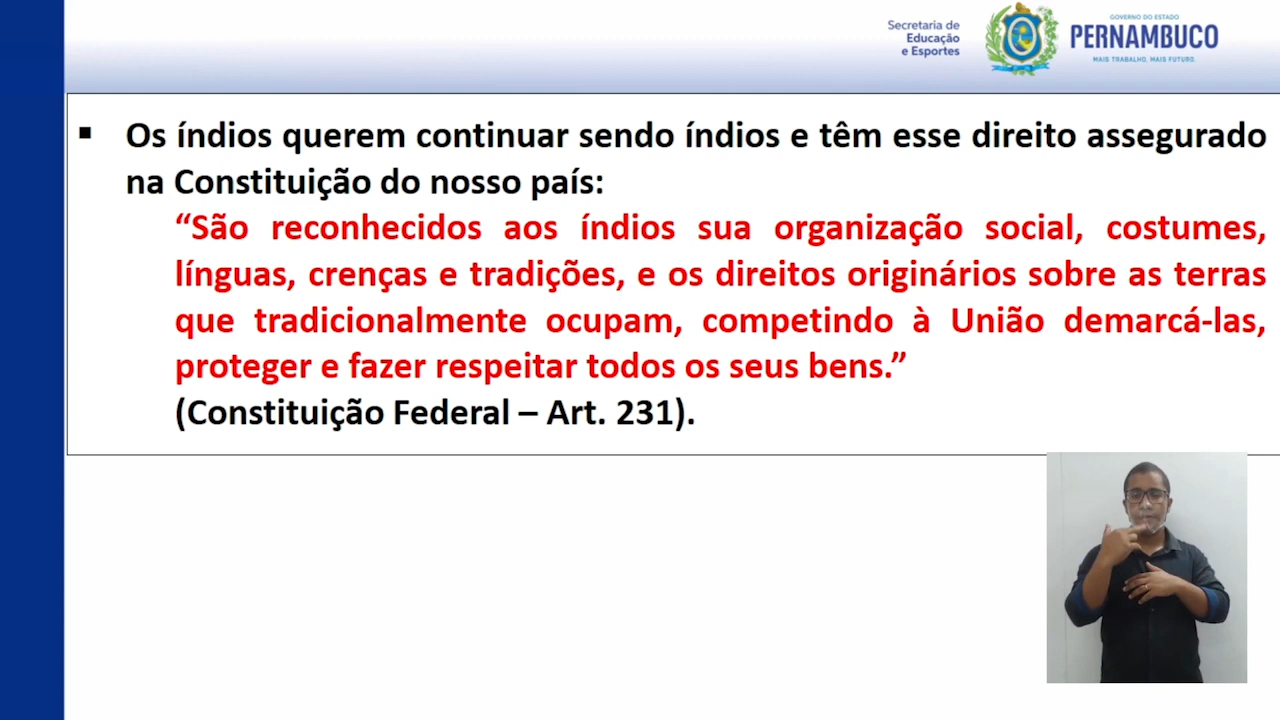 Secretaria de
Educação
e Esportes
GOVERNO DO ESTADO
PERNAMBUCO
MAIS TRABALHO, MAIS FUTURO.
▪ Os índios querem continuar sendo índios e têm esse direito assegurado
na Constituição do nosso país:
“São reconhecidos aos índios sua organização social, costumes,
línguas, crenças e tradições, e os direitos originários sobre as terras
que tradicionalmente ocupam, competindo à União demarcá-las,
proteger e fazer respeitar todos os seus bens.”
(Constituição Federal – Art. 231).